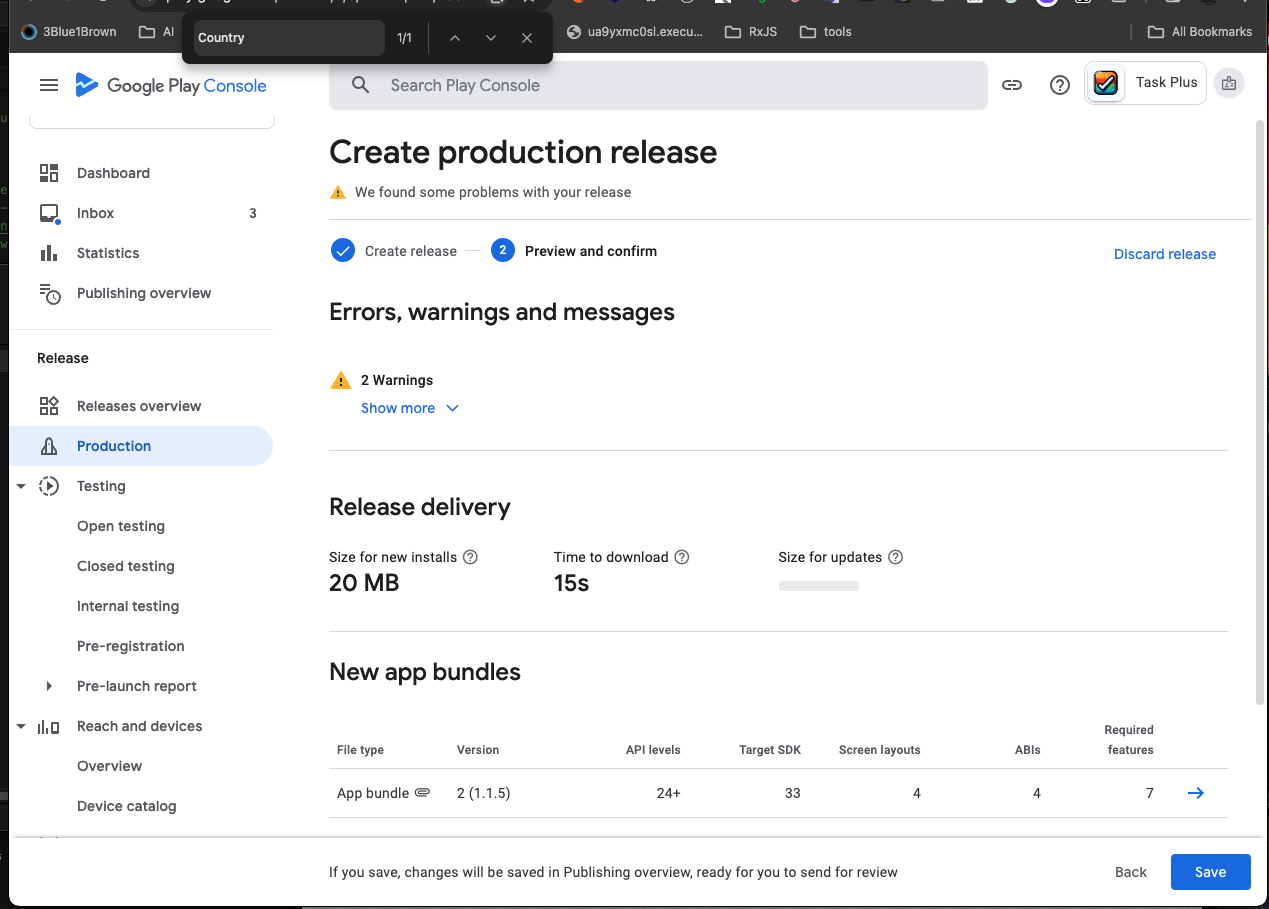 3Blue1Brown
AI
Country
1/1
ua9yxmc0sl.execu...
RxJS
tools
All Bookmarks
Google Play Console
Search Play Console
Task Plus
Dashboard
Inbox 3
Statistics
Publishing overview
Release
Releases overview
Production
Testing
Open testing
Closed testing
Internal testing
Pre-registration
Pre-launch report
Reach and devices
Overview
Device catalog
Create production release
We found some problems with your release
Create release
2 Preview and confirm
Discard release
Errors, warnings and messages
2 Warnings
Show more
Release delivery
Size for new installs
20 MB
Time to download
15s
Size for updates
New app bundles
File type Version API levels Target SDK Screen layouts ABIs Required features
App bundle 2 (1.1.5) 24+ 33 4 4 7
If you save, changes will be saved in Publishing overview, ready for you to send for review
Back
Save